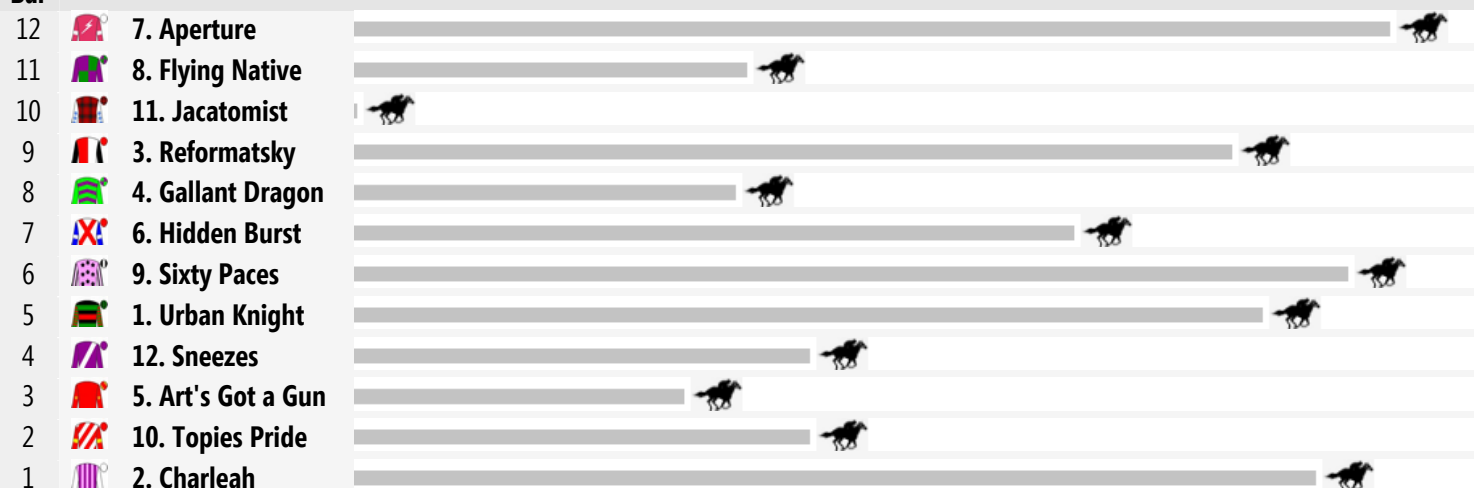 Bar
12 7. Aperture
11 8. Flying Native
10 11. Jacatomist
9 3. Reformatsky
8 4. Gallant Dragon
7 6. Hidden Burst
6 9. Sixty Paces
5 1. Urban Knight
4 12. Sneezes
3 5. Art's Got a Gun
2 10. Topies Pride
1 2. Charleah